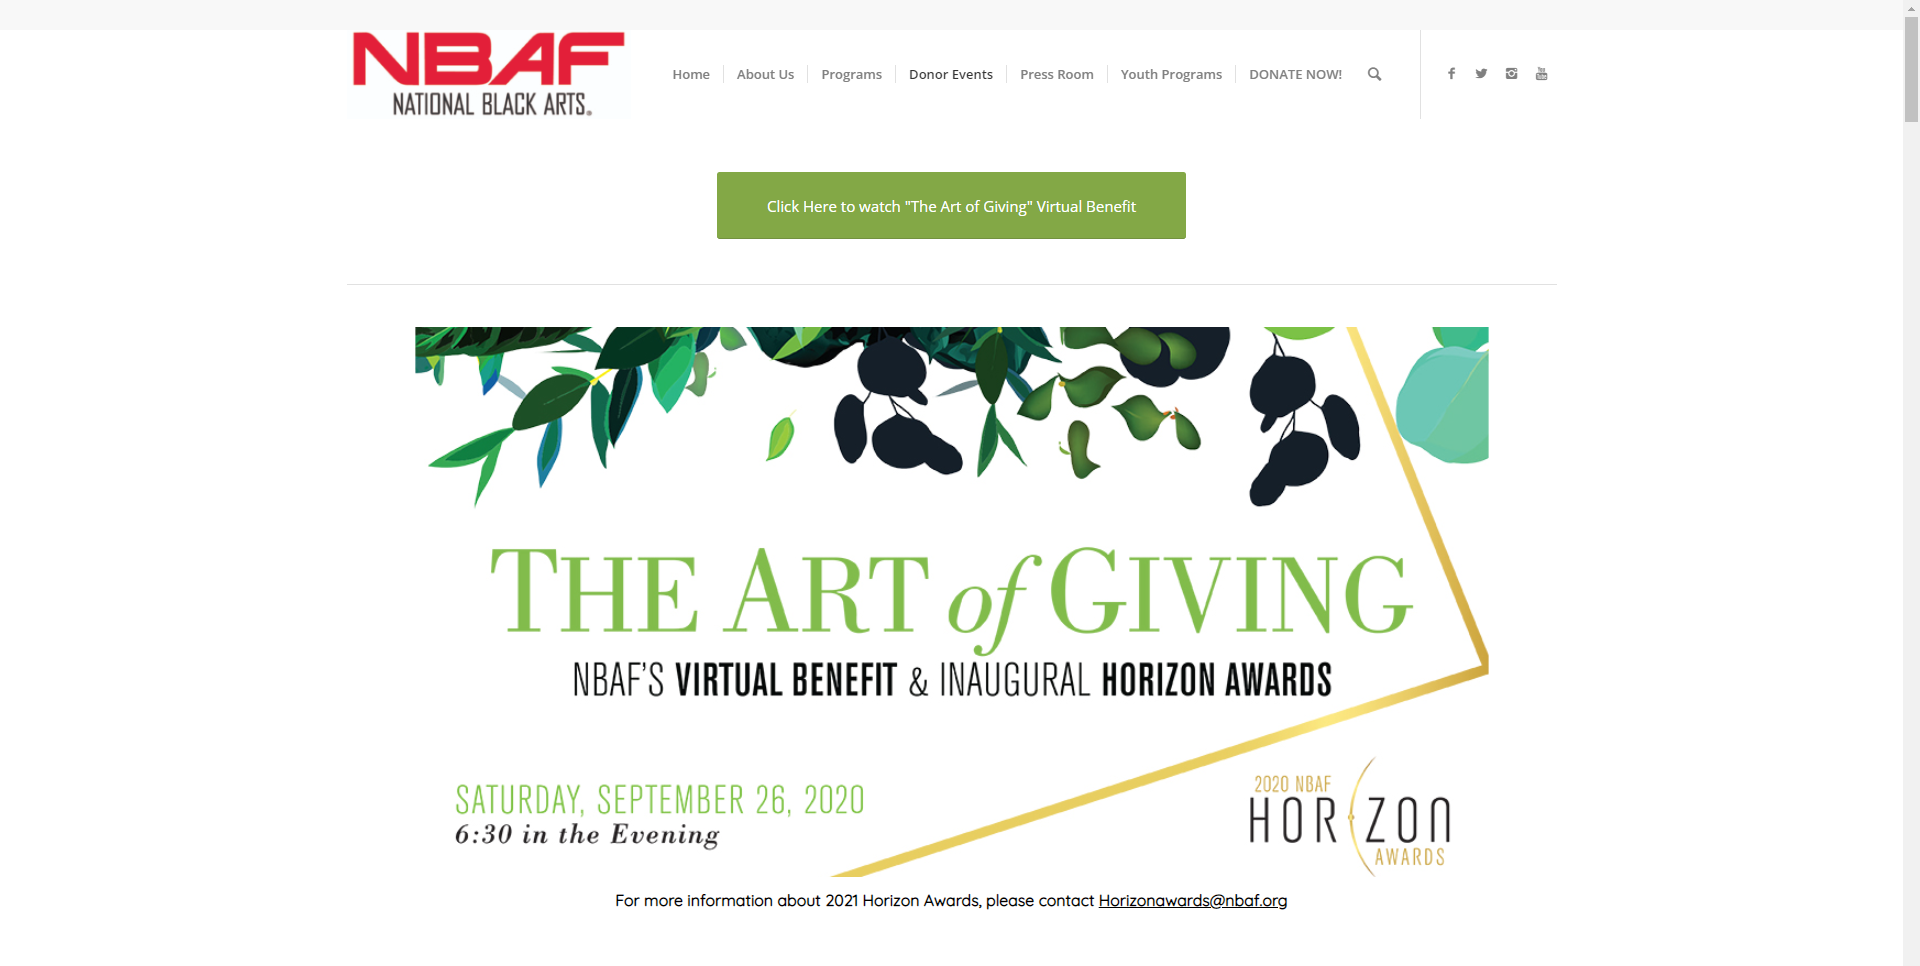 NBAF
NATIONAL BLACK ARTS®
Home
About Us
Programs
Donor Events
Press Room
Youth Programs
DONATE NOW!
Click Here to watch "The Art of Giving" Virtual Benefit
THE ART of GIVING
NBAF'S VIRTUAL BENEFIT & INAUGURAL HORIZON AWARDS
SATURDAY, SEPTEMBER 26, 2020
6:30 in the Evening
2020 NBAF
HORIZON
AWARDS
For more information about 2021 Horizon Awards, please contact Horizonawards@nbaf.org